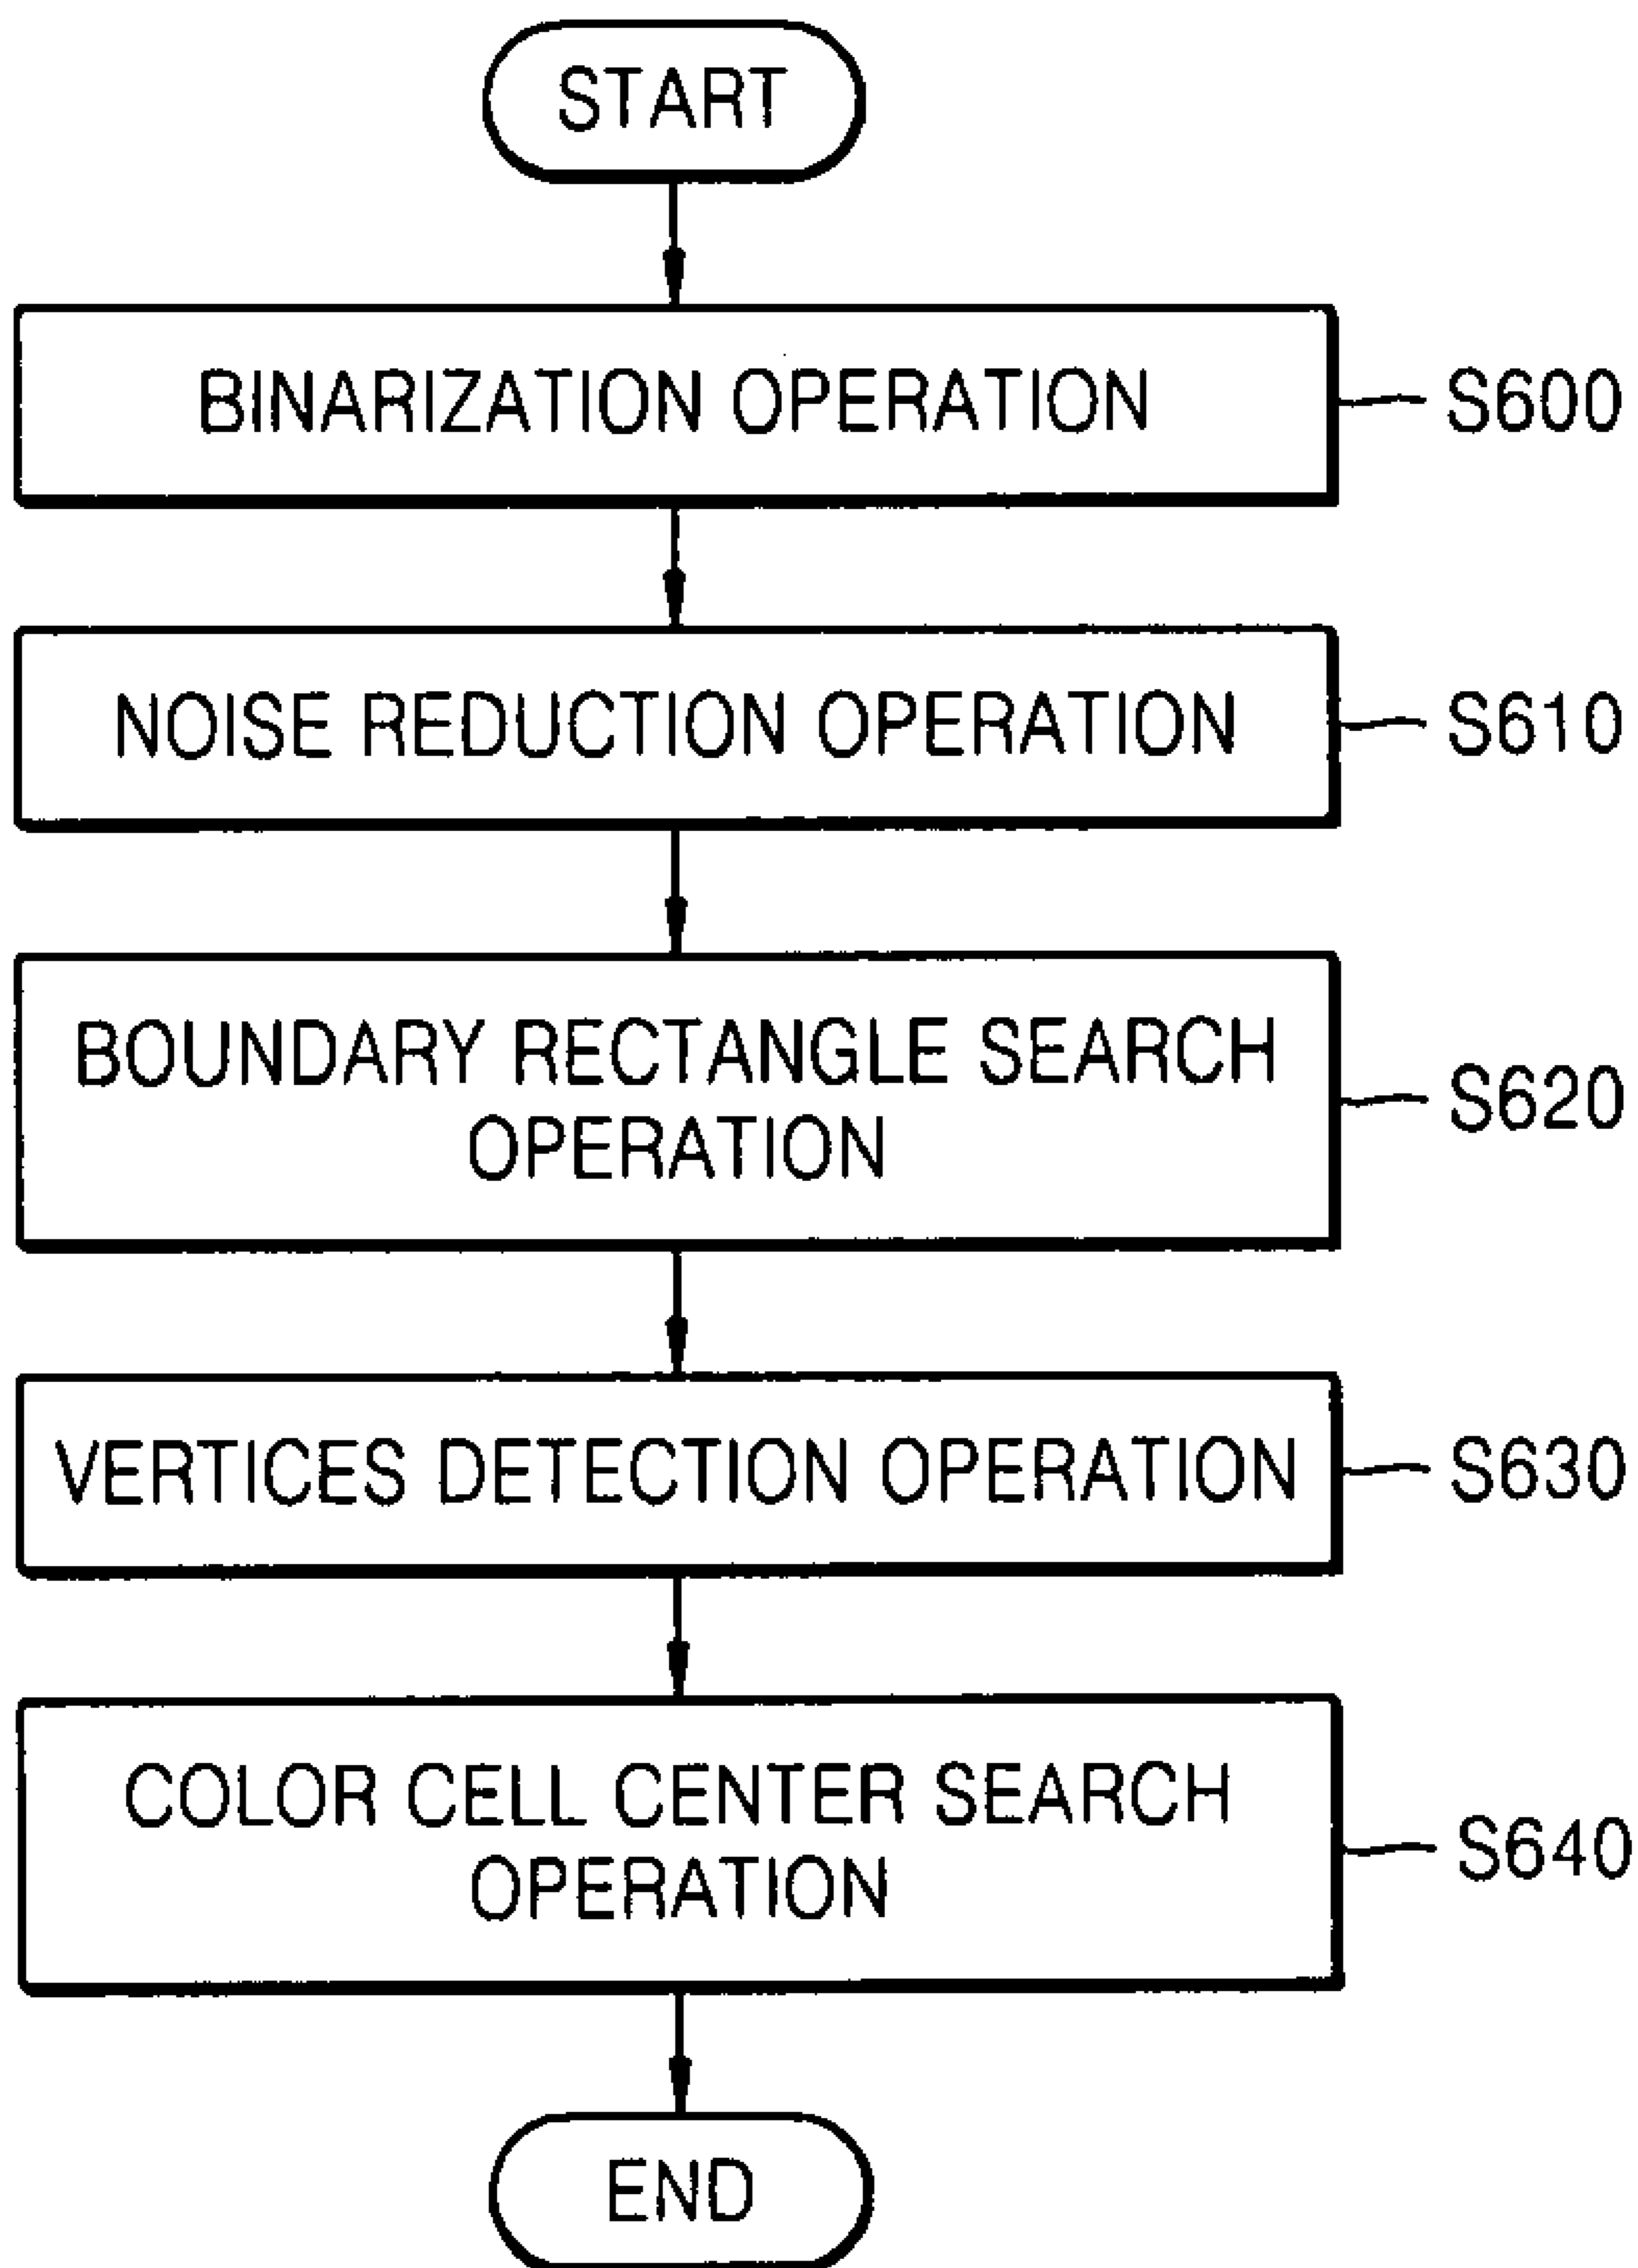 START
BINARIZATION OPERATION
S600
NOISE REDUCTION OPERATION
S610
BOUNDARY RECTANGLE SEARCH
OPERATION
S620
VERTICES DETECTION OPERATION
S630
COLOR CELL CENTER SEARCH
OPERATION
S640
END